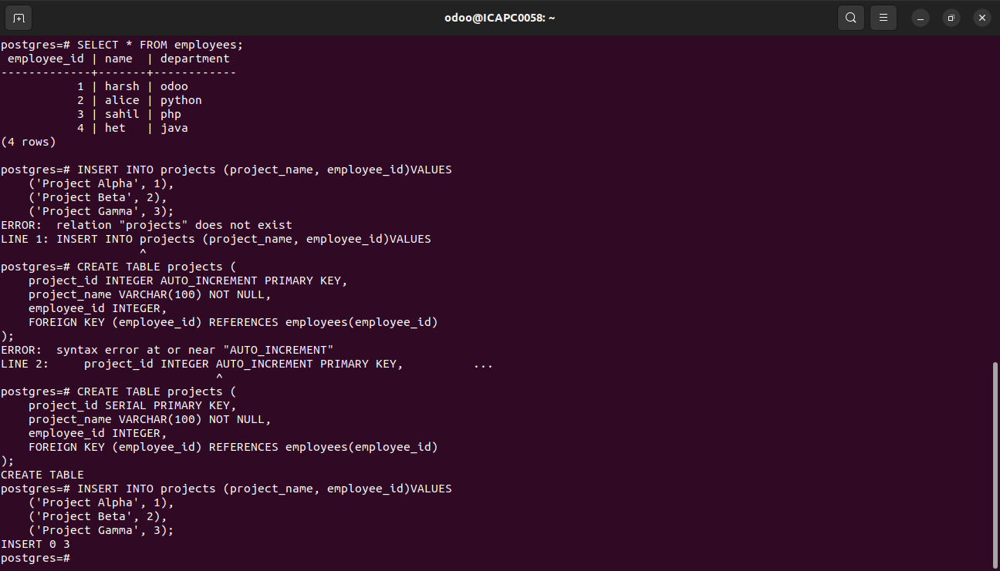 odoo@ICAPC0058: ~
postgres=# SELECT * FROM employees;
 employee_id | name  | department
-------------+-------+------------
           1 | harsh | odoo
           2 | alice | python
           3 | sahil | php
           4 | het   | java
(4 rows)

postgres=# INSERT INTO projects (project_name, employee_id)VALUES
    ('Project Alpha', 1),
    ('Project Beta', 2),
    ('Project Gamma', 3);
ERROR:  relation "projects" does not exist
LINE 1: INSERT INTO projects (project_name, employee_id)VALUES
                    ^
postgres=# CREATE TABLE projects (
    project_id INTEGER AUTO_INCREMENT PRIMARY KEY,
    project_name VARCHAR(100) NOT NULL,
    employee_id INTEGER,
    FOREIGN KEY (employee_id) REFERENCES employees(employee_id)
);
ERROR:  syntax error at or near "AUTO_INCREMENT"
LINE 2:     project_id INTEGER AUTO_INCREMENT PRIMARY KEY,          ...
                               ^
postgres=# CREATE TABLE projects (
    project_id SERIAL PRIMARY KEY,
    project_name VARCHAR(100) NOT NULL,
    employee_id INTEGER,
    FOREIGN KEY (employee_id) REFERENCES employees(employee_id)
);
CREATE TABLE
postgres=# INSERT INTO projects (project_name, employee_id)VALUES
    ('Project Alpha', 1),
    ('Project Beta', 2),
    ('Project Gamma', 3);
INSERT 0 3
postgres=#